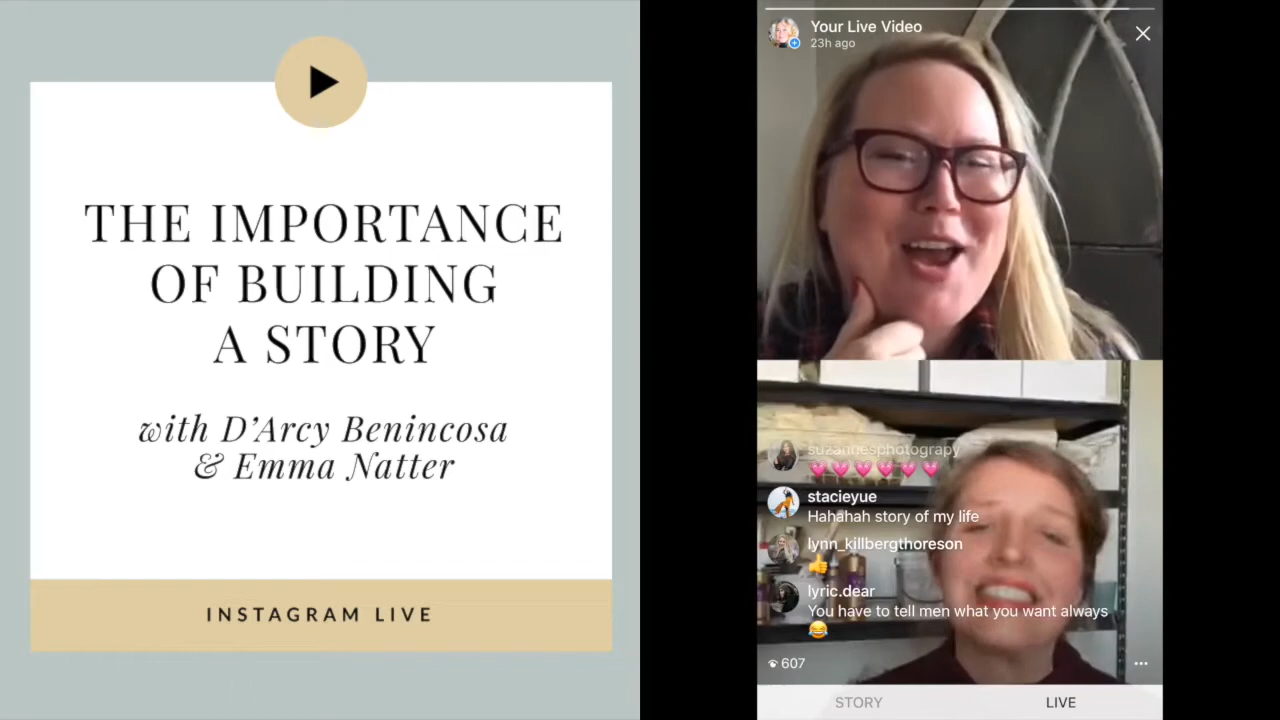 THE IMPORTANCE
OF BUILDING
A STORY
with D’Arcy Benincosa
& Emma Natter
INSTAGRAM LIVE
Your Live Video
23h ago
suzannesphotograpy
💗💗💗💗💗💗
stacieyue
Hahahah story of my life
lynn_killbergthoreson
👍
lyric.dear
You have to tell men what you want always
😂
607
STORY LIVE